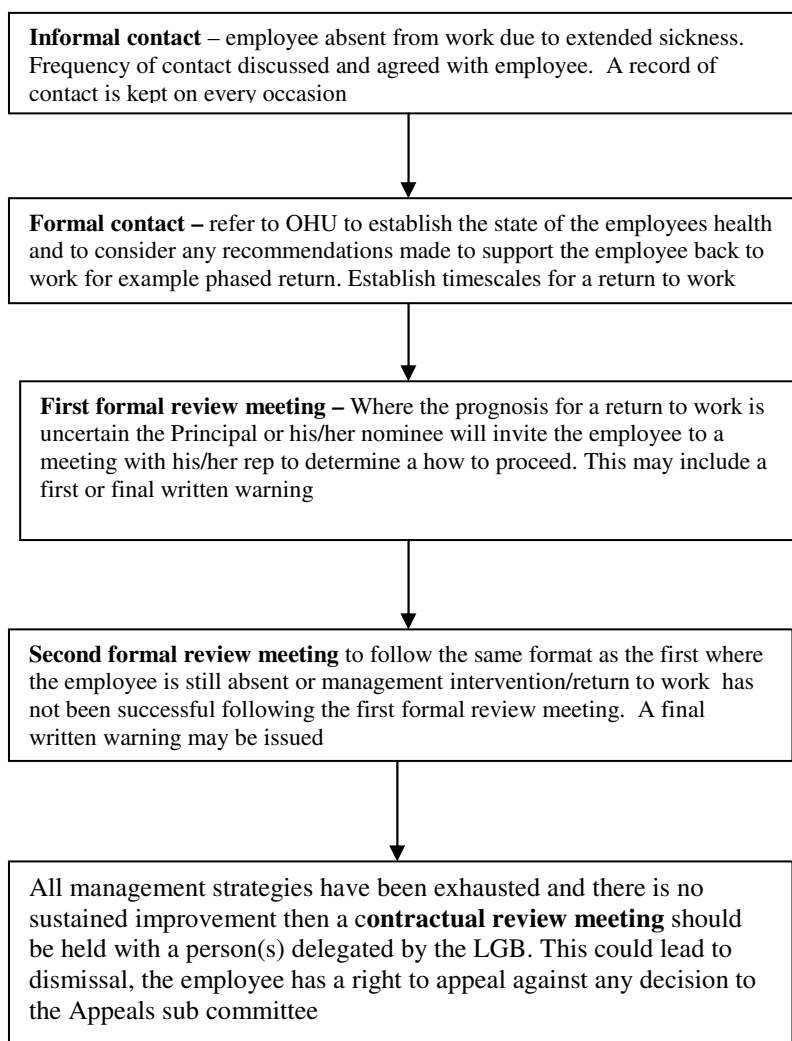 Informal contact – employee absent from work due to extended sickness.
Frequency of contact discussed and agreed with employee. A record of
contact is kept on every occasion
Formal contact – refer to OHU to establish the state of the employees health
and to consider any recommendations made to support the employee back to
work for example phased return. Establish timescales for a return to work
First formal review meeting – Where the prognosis for a return to work is
uncertain the Principal or his/her nominee will invite the employee to a
meeting with his/her rep to determine a how to proceed. This may include a
first or final written warning
Second formal review meeting to follow the same format as the first where
the employee is still absent or management intervention/return to work has
not been successful following the first formal review meeting. A final
written warning may be issued
All management strategies have been exhausted and there is no
sustained improvement then a contractual review meeting should
be held with a person(s) delegated by the LGB. This could lead to
dismissal, the employee has a right to appeal against any decision to
the Appeals sub committee